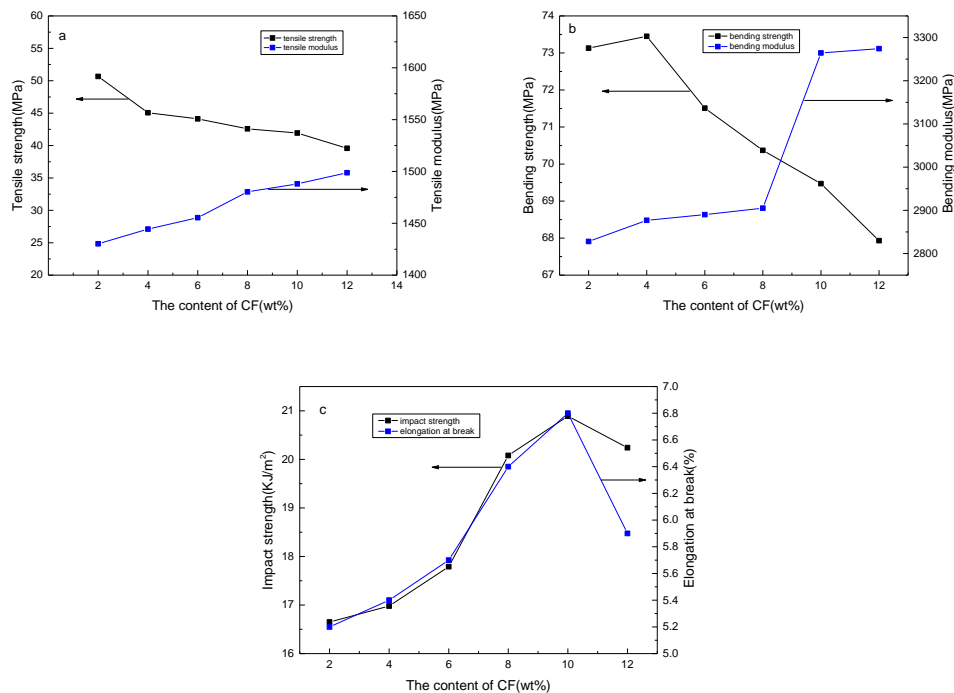 a
tensile strength
tensile modulus
Tensile strength(MPa)
60
55
50
45
40
35
30
25
20
1650
1600
1550
1500
1450
1400
Tensile modulus(MPa)
2 4 6 8 10 12 14
The content of CF(wt%)
b
bending strength
bending modulus
Bending strength(MPa)
74
73
72
71
70
69
68
67
3300
3200
3100
3000
2900
2800
Bending modulus(MPa)
2 4 6 8 10 12
The content of CF(wt%)
c
impact strength
elongation at break
Impact strength(KJ/m²)
21
20
19
18
17
16
7.0
6.8
6.6
6.4
6.2
6.0
5.8
5.6
5.4
5.2
5.0
Elongation at break(%)
2 4 6 8 10 12
The content of CF(wt%)